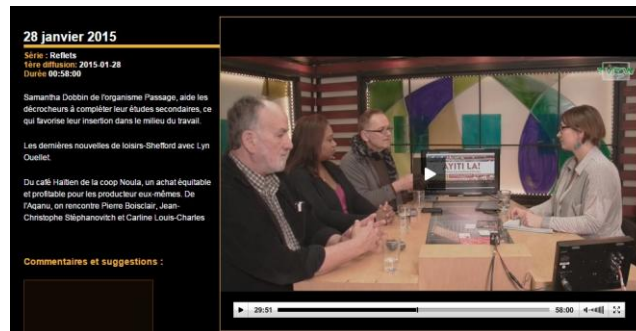 28 janvier 2015
Série : Reflets
1ère diffusion: 2015-01-28
Durée 00:58:00
Samantha Dobbin de l'organisme Passage, aide les
décrocheurs à compléter leur études secondaires, ce
qui favorise leur insertion dans le milieu du travail.
Les dernières nouvelles de loisirs-Shefford avec Lyn
Ouellet.
Du café Haïtien de la coop Noula, un achat équitable
et profitable pour les producteur eux-mêmes. De
l'Aqanu, on rencontre Pierre Boisclair, Jean-
Christophe Stéphanovitch et Carline Louis-Charles
Commentaires et suggestions :
AYITI LA!
29:51
58:00